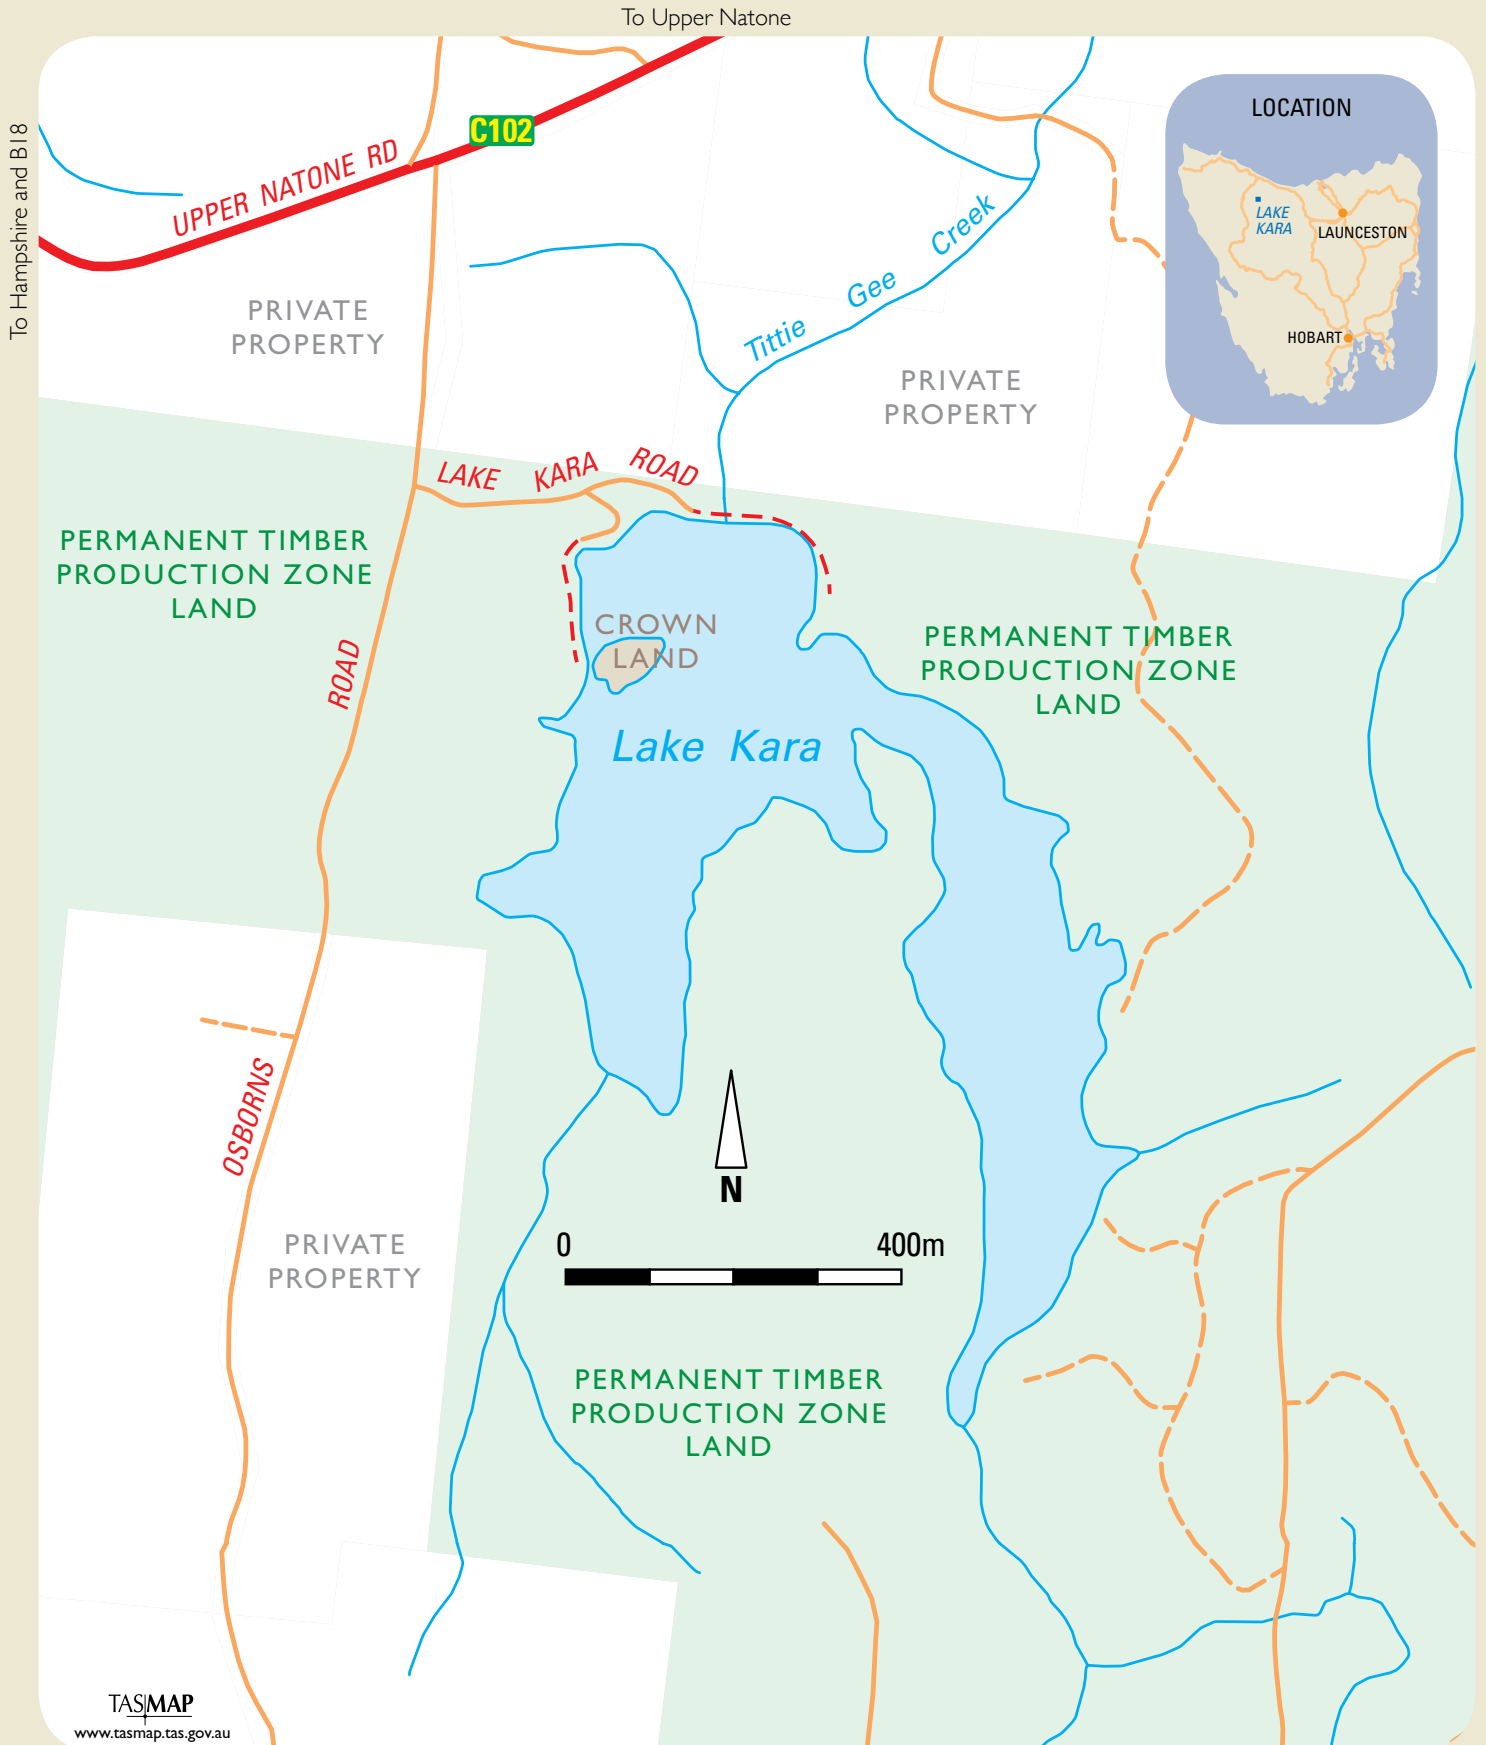 To Upper Natone
To Hampshire and B18
LOCATION
C102
UPPER NATONE RD
LAKE
KARA
LAUNCESTON
HOBART
Tittie Gee Creek
PRIVATE
PROPERTY
PRIVATE
PROPERTY
LAKE KARA ROAD
PERMANENT TIMBER
PRODUCTION ZONE
LAND
CROWN
LAND
PERMANENT TIMBER
PRODUCTION ZONE
LAND
OSBORNS ROAD
Lake Kara
N
0 400m
PRIVATE
PROPERTY
PERMANENT TIMBER
PRODUCTION ZONE
LAND
TASMAP
www.tasmap.tas.gov.au